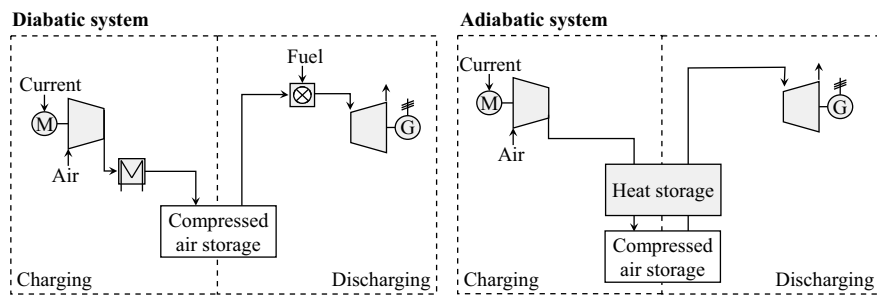 Diabatic system
Fuel
Current
M
Air
G
Compressed
air storage
Charging
Discharging
Adiabatic system
Current
M
Air
G
Heat storage
Compressed
air storage
Charging
Discharging